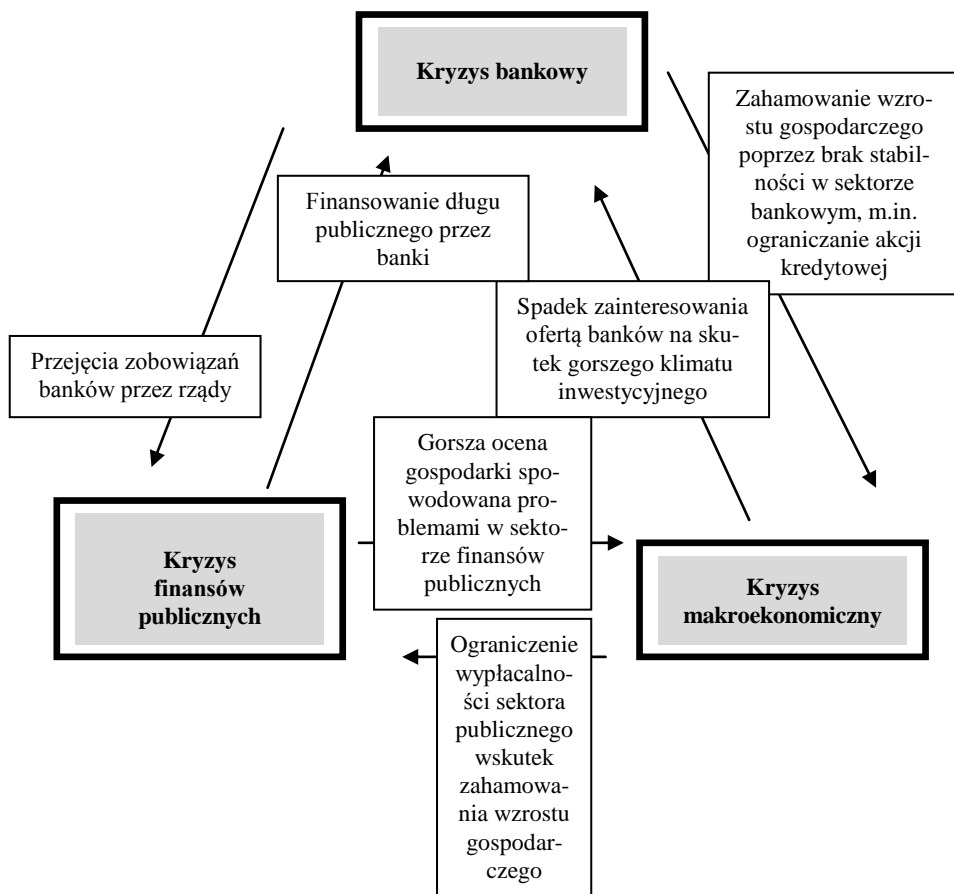 Kryzys bankowy
Zahamowanie wzro-
stu gospodarczego
poprzez brak stabil-
ności w sektorze
bankowym, m.in.
ograniczanie akcji
kredytowej
Finansowanie długu
publicznego przez
banki
Spadek zainteresowania
ofertą banków na sku-
tek gorszego klimatu
inwestycyjnego
Przejęcia zobowiązań
banków przez rządy
Gorsza ocena
gospodarki spo-
wodowana pro-
blemami w sekto-
rze finansów
publicznych
Kryzys
finansów
publicznych
Kryzys
makroekonomiczny
Ograniczenie
wypłacalno-
ści sektora
publicznego
wskutek
zahamowa-
nia wzrostu
gospodar-
czego